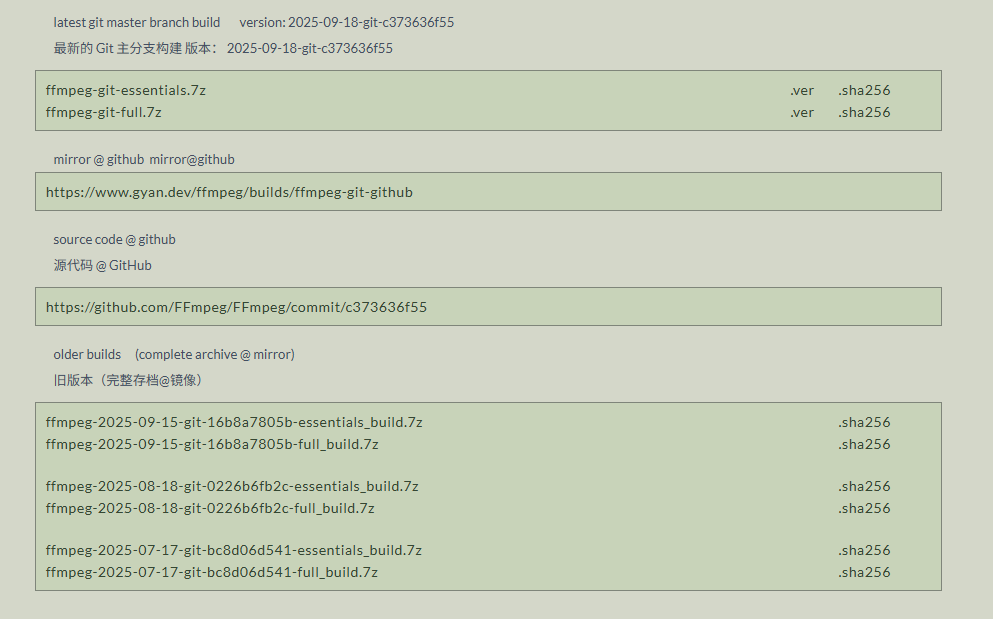 latest git master branch build version: 2025-09-18-git-c373636f55
最新的 Git 主分支构建 版本： 2025-09-18-git-c373636f55
ffmpeg-git-essentials.7z .ver .sha256
ffmpeg-git-full.7z .ver .sha256
mirror @ github mirror@github
https://www.gyan.dev/ffmpeg/builds/ffmpeg-git-github
source code @ github
源代码 @ GitHub
https://github.com/FFmpeg/FFmpeg/commit/c373636f55
older builds (complete archive @ mirror)
旧版本（完整存档@镜像）
ffmpeg-2025-09-15-git-16b8a7805b-essentials_build.7z .sha256
ffmpeg-2025-09-15-git-16b8a7805b-full_build.7z .sha256
ffmpeg-2025-08-18-git-0226b6fb2c-essentials_build.7z .sha256
ffmpeg-2025-08-18-git-0226b6fb2c-full_build.7z .sha256
ffmpeg-2025-07-17-git-bc8d06d541-essentials_build.7z .sha256
ffmpeg-2025-07-17-git-bc8d06d541-full_build.7z .sha256